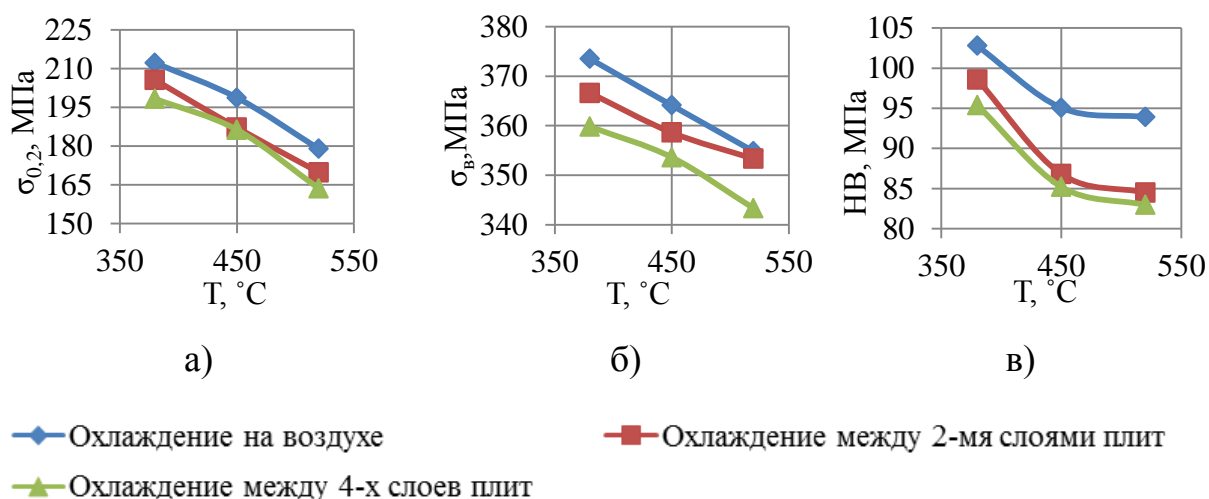 225
210
195
180
165
150
σ0,2, МПа
350
450
550
T, ˚C
а)
380
370
360
350
340
σв,МПа
350
450
550
T, ˚C
б)
105
100
95
90
85
80
НВ, МПа
350
450
550
T, ˚C
в)
Охлаждение на воздухе
Охлаждение между 2-мя слоями плит
Охлаждение между 4-х слоев плит